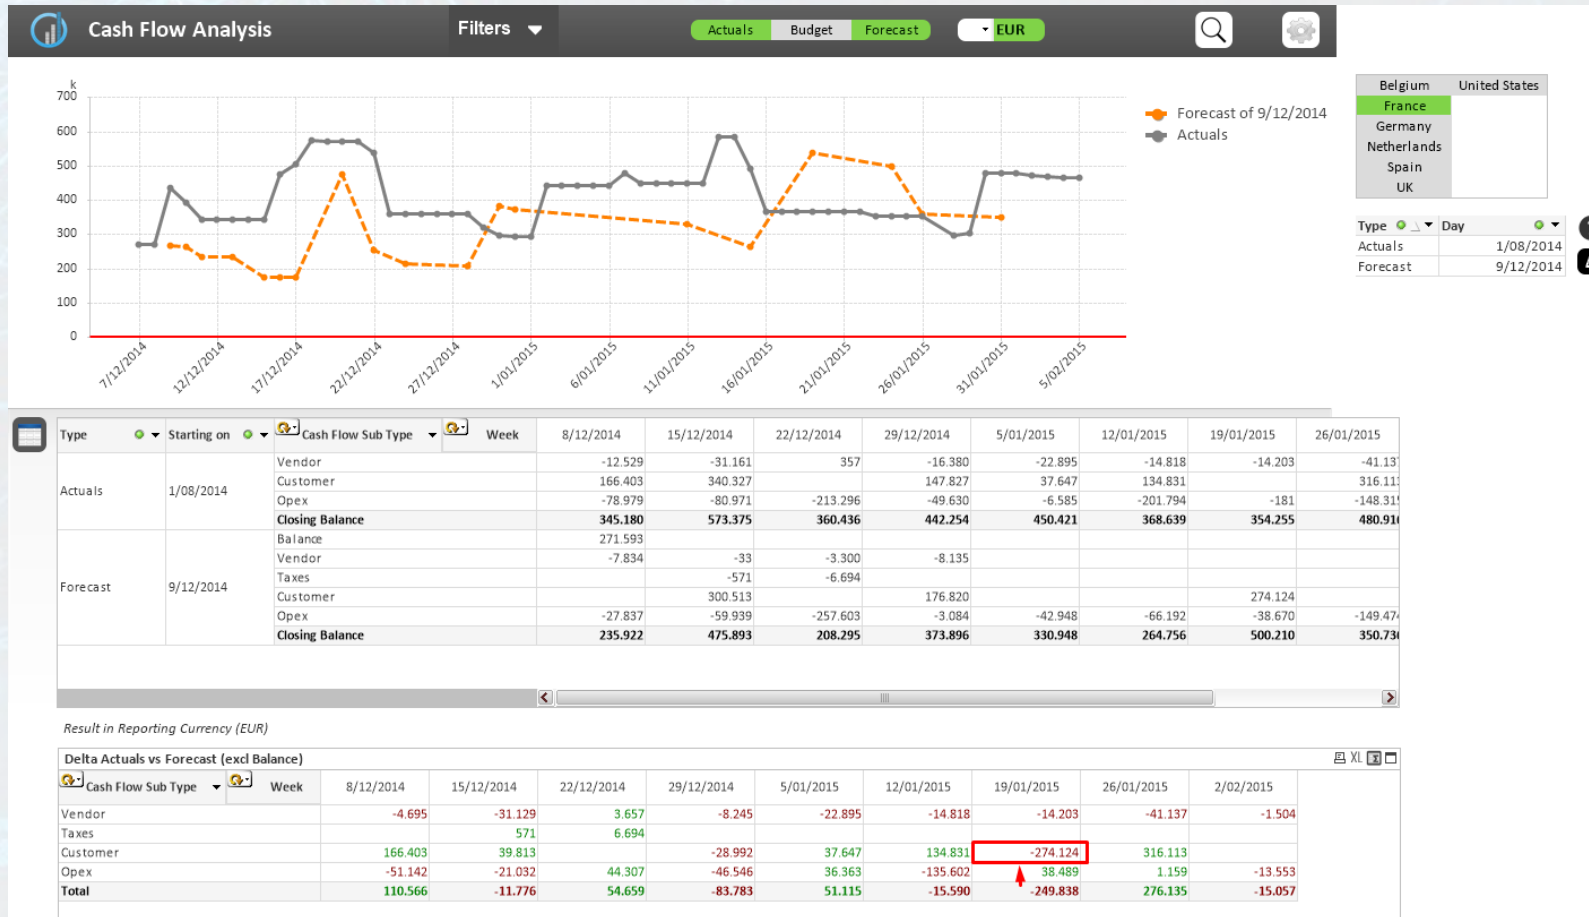 Cash Flow Analysis Filters Actuals Budget Forecast EUR
k
700
600
500
400
300
200
100
0
7/12/2014 12/12/2014 17/12/2014 22/12/2014 27/12/2014 1/01/2015 6/01/2015 11/01/2015 16/01/2015 21/01/2015 26/01/2015 31/01/2015 5/02/2015
Forecast of 9/12/2014
Actuals
Belgium United States
France
Germany
Netherlands
Spain
UK
Type Day
Actuals 1/08/2014
Forecast 9/12/2014
Type Starting on Cash Flow Sub Type Week 8/12/2014 15/12/2014 22/12/2014 29/12/2014 5/01/2015 12/01/2015 19/01/2015 26/01/2015
Actuals 1/08/2014
Vendor -12.529 -31.161 357 -16.380 -22.895 -14.818 -14.203 -41.13
Customer 166.403 340.327 147.827 37.647 134.831 316.11
Opex -78.979 -80.971 -213.296 -49.630 -6.585 -201.794 -181 -148.31
Closing Balance 345.180 573.375 360.436 442.254 450.421 368.639 354.255 480.91
Forecast 9/12/2014
Balance 271.593
Vendor -7.834 -33 -3.300 -8.135
Taxes -571 -6.694
Customer 300.513 176.820 274.124
Opex -27.837 -59.939 -257.603 -3.084 -42.948 -66.192 -38.670 -149.47
Closing Balance 235.922 475.893 208.295 373.896 330.948 264.756 500.210 350.73
Result in Reporting Currency (EUR)
Delta Actuals vs Forecast (excl Balance) XL
Cash Flow Sub Type Week 8/12/2014 15/12/2014 22/12/2014 29/12/2014 5/01/2015 12/01/2015 19/01/2015 26/01/2015 2/02/2015
Vendor -4.695 -31.129 3.657 -8.245 -22.895 -14.818 -14.203 -41.137 -1.504
Taxes 571 6.694
Customer 166.403 39.813 -28.992 37.647 134.831 -274.124 316.113
Opex -51.142 -21.032 44.307 -46.546 36.363 -135.602 38.489 1.159 -13.553
Total 110.566 -11.776 54.659 -83.783 51.115 -15.590 -249.838 276.135 -15.057